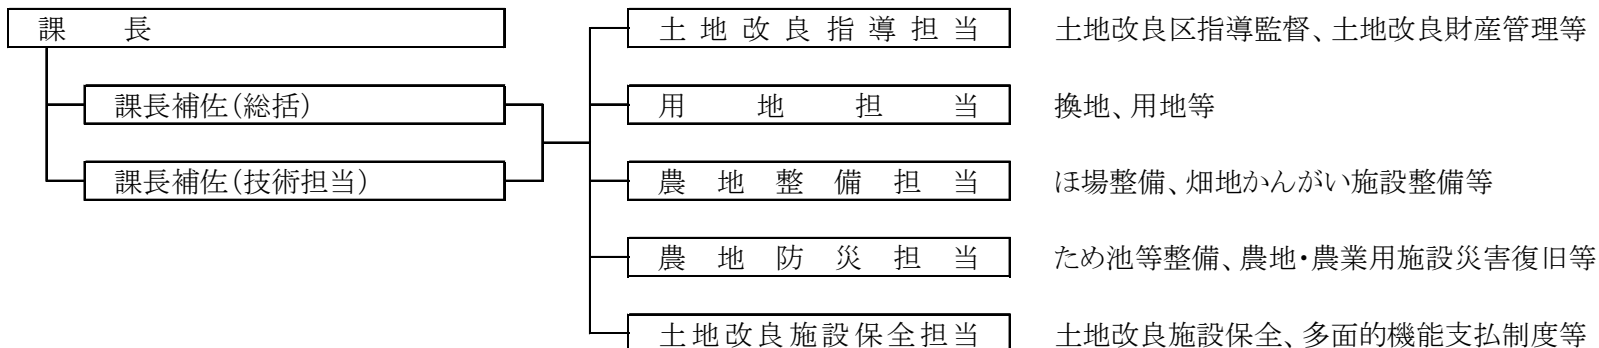 課長
土地改良指導担当 土地改良区指導監督、土地改良財産管理等
課長補佐(総括)
用地担当 換地、用地等
課長補佐(技術担当)
農地整備担当 ほ場整備、畑地かんがい施設整備等
農地防災担当 ため池等整備、農地・農業用施設災害復旧等
土地改良施設保全担当 土地改良施設保全、多面的機能支払制度等